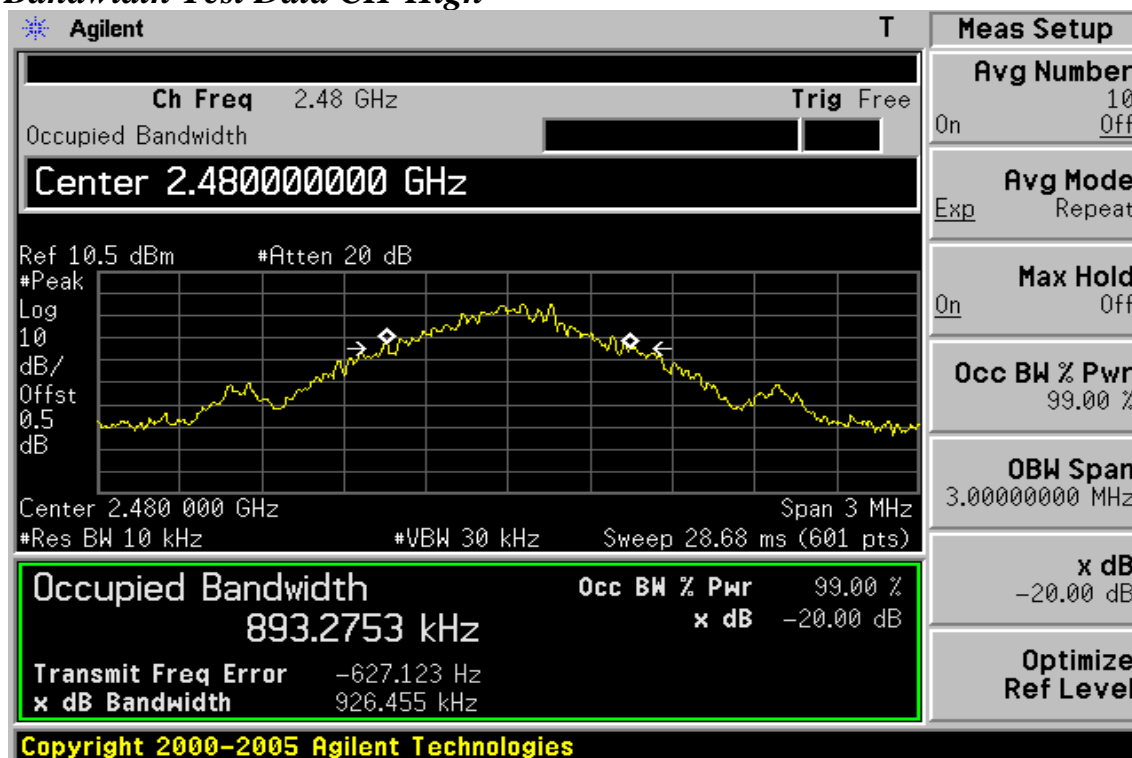 Bandwidth Test Data CH-High
Agilent T
Ch Freq 2.48 GHz Trig Free
Occupied Bandwidth
Center 2.480000000 GHz
Ref 10.5 dBm #Atten 20 dB
#Peak
Log
10
dB/
Offst
0.5
dB
Center 2.480 000 GHz Span 3 MHz
#Res BW 10 kHz #VBW 30 kHz Sweep 28.68 ms (601 pts)
Occupied Bandwidth Occ BW % Pwr 99.00 %
893.2753 kHz x dB -20.00 dB
Transmit Freq Error -627.123 Hz
x dB Bandwidth 926.455 kHz
Copyright 2000-2005 Agilent Technologies
Meas Setup
Avg Number
10
On Off
Avg Mode
Exp Repeat
Max Hold
On Off
Occ BW % Pwr
99.00 %
OBW Span
3.00000000 MHz
x dB
-20.00 dB
Optimize
Ref Level